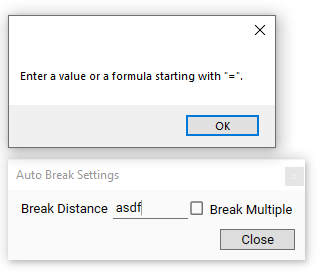 Enter a value or a formula starting with "=".
OK
Auto Break Settings
Break Distance asdf Break Multiple
Close